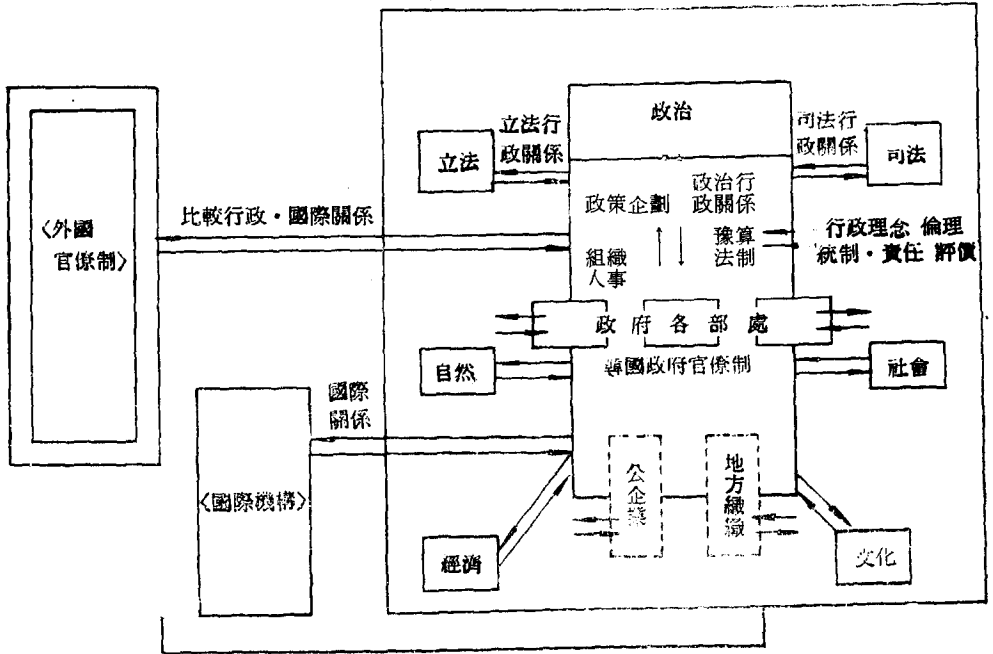 政治
立法行
政關係
立法
司法行
政關係
司法
〈外國
官僚制〉
比較行政·國際關係
政策企劃
政治行
政關係
組織
人事
豫算
法制
行政理念 倫理
統制·責任 評價
政府各部處
韓國政府官僚制
自然
社會
國際
關係
〈國際機構〉
公企業
地方組織
經濟
文化